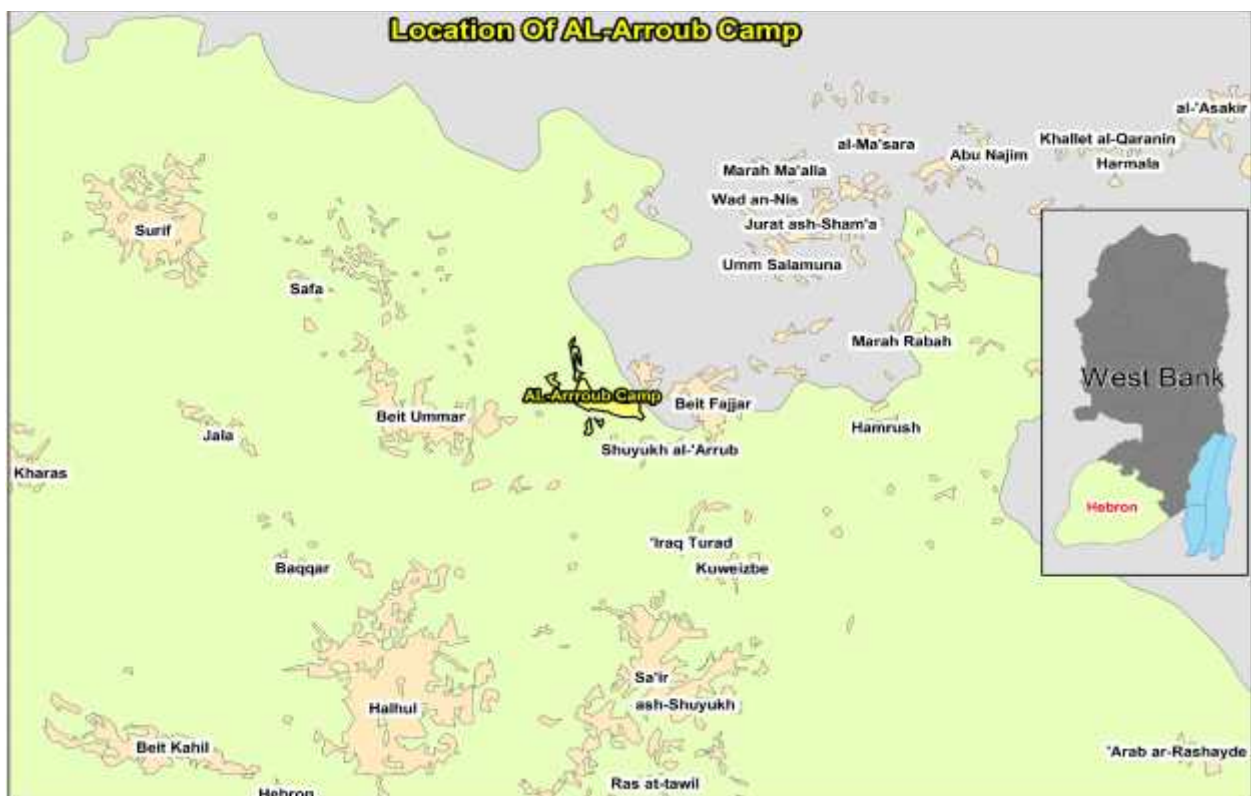 Location Of AL-Arroub Camp
al-'Asakir
al-Ma'sara
Khallet al-Qaranin
Abu Najim
Harmala
Marah Ma'alla
Wad an-Nis
Jurat ash-Sham'a
Surif
Umm Salamuna
Safa
Marah Rabah
West Bank
AL-Arrroub Camp
Beit Fajjar
Beit Ummar
Hamrush
Jala
Shuyukh al-'Arrub
Kharas
Hebron
'Iraq Turad
Baqqar
Kuweizbe
Sa'ir
ash-Shuyukh
Halhul
Beit Kahil
'Arab ar-Rashayde
Ras at-tawil
Hebron